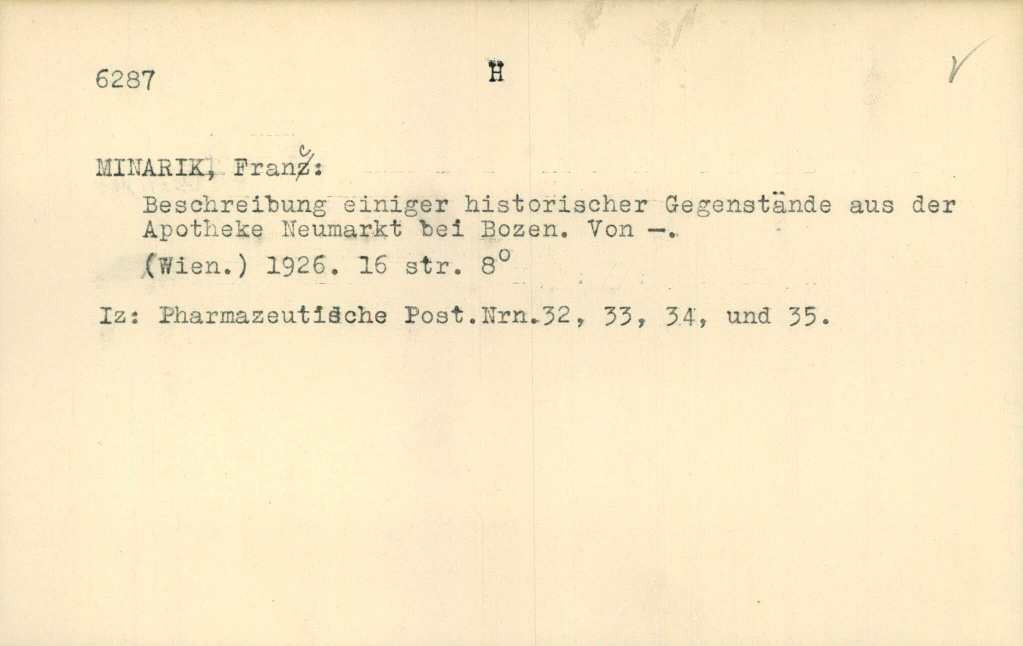 6287 H
MINARIK, Franc:
Beschreibung einiger historischer Gegenstände aus der
Apotheke Neumarkt bei Bozen. Von —.
(Wien.) 1926. 16 str. 8°
Iz: Pharmazeutische Post.Nrn.32, 33, 34, und 35.